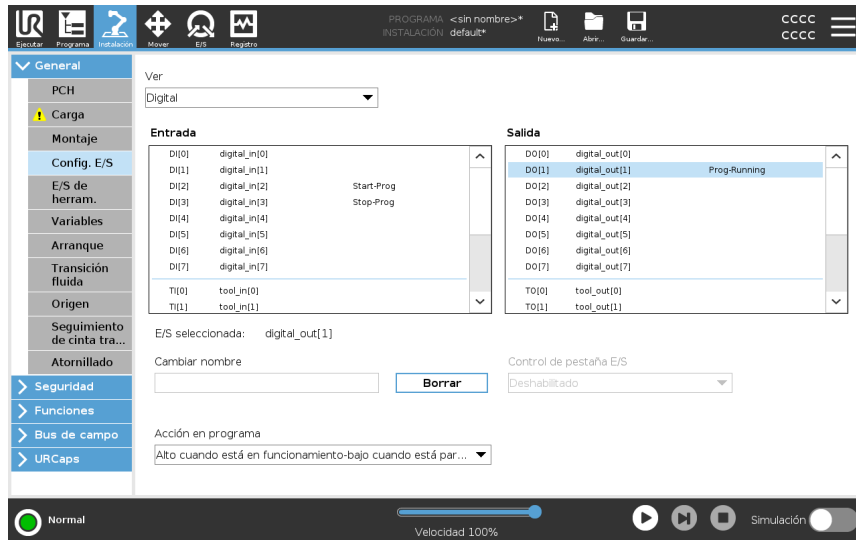 UR
PROGRAMA <sin nombre>*
INSTALACIÓN default*
CCCC
CCCC
Ejecutar Programa Instalación Mover E/S Registro Nuevo... Abrir... Guardar...
General
PCH
Carga
Montaje
Config. E/S
E/S de
herram.
Variables
Arranque
Transición
fluida
Origen
Seguimiento
de cinta tra...
Atornillado
Seguridad
Funciones
Bus de campo
URCaps
Ver
Digital
Entrada
DI[0] digital_in[0]
DI[1] digital_in[1]
DI[2] digital_in[2] Start-Prog
DI[3] digital_in[3] Stop-Prog
DI[4] digital_in[4]
DI[5] digital_in[5]
DI[6] digital_in[6]
DI[7] digital_in[7]
TI[0] tool_in[0]
TI[1] tool_in[1]
Salida
DO[0] digital_out[0]
DO[1] digital_out[1] Prog-Running
DO[2] digital_out[2]
DO[3] digital_out[3]
DO[4] digital_out[4]
DO[5] digital_out[5]
DO[6] digital_out[6]
DO[7] digital_out[7]
TO[0] tool_out[0]
TO[1] tool_out[1]
E/S seleccionada: digital_out[1]
Cambiar nombre
Borrar
Control de pestaña E/S
Deshabilitado
Acción en programa
Alto cuando está en funcionamiento-bajo cuando está par...
Normal
Velocidad 100%
Simulación